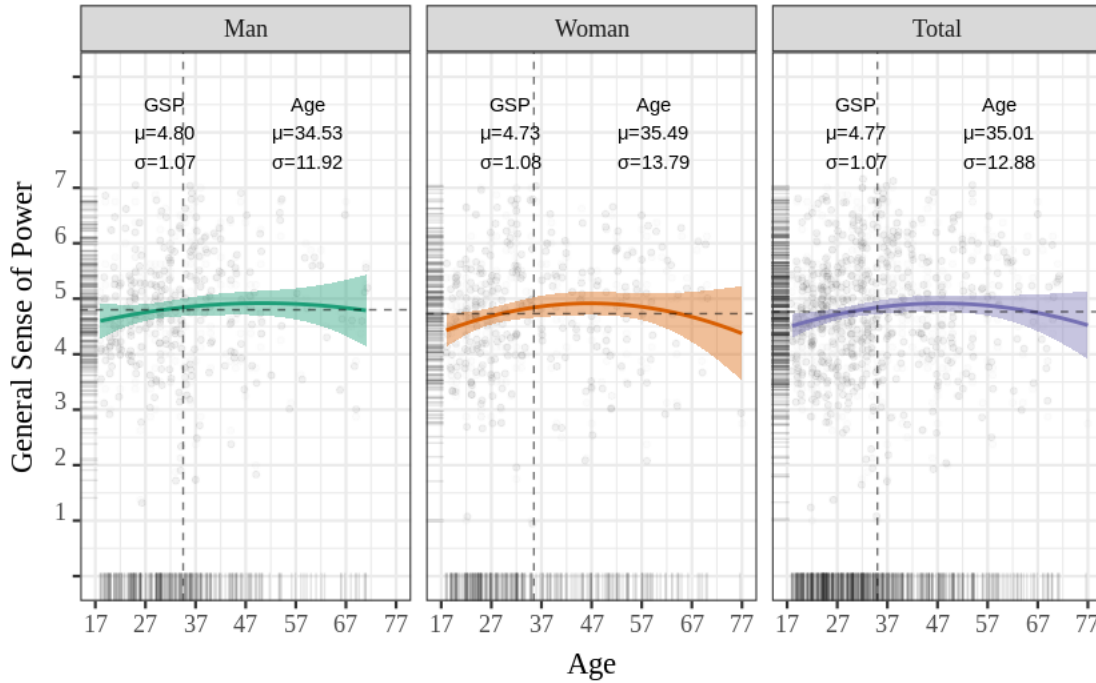 Man Woman Total
GSP Age GSP Age GSP Age
μ=4.80 μ=34.53 μ=4.73 μ=35.49 μ=4.77 μ=35.01
σ=1.07 σ=11.92 σ=1.08 σ=13.79 σ=1.07 σ=12.88
7
6
5
4
3
2
1
General Sense of Power
17 27 37 47 57 67 77 17 27 37 47 57 67 77 17 27 37 47 57 67 77
Age